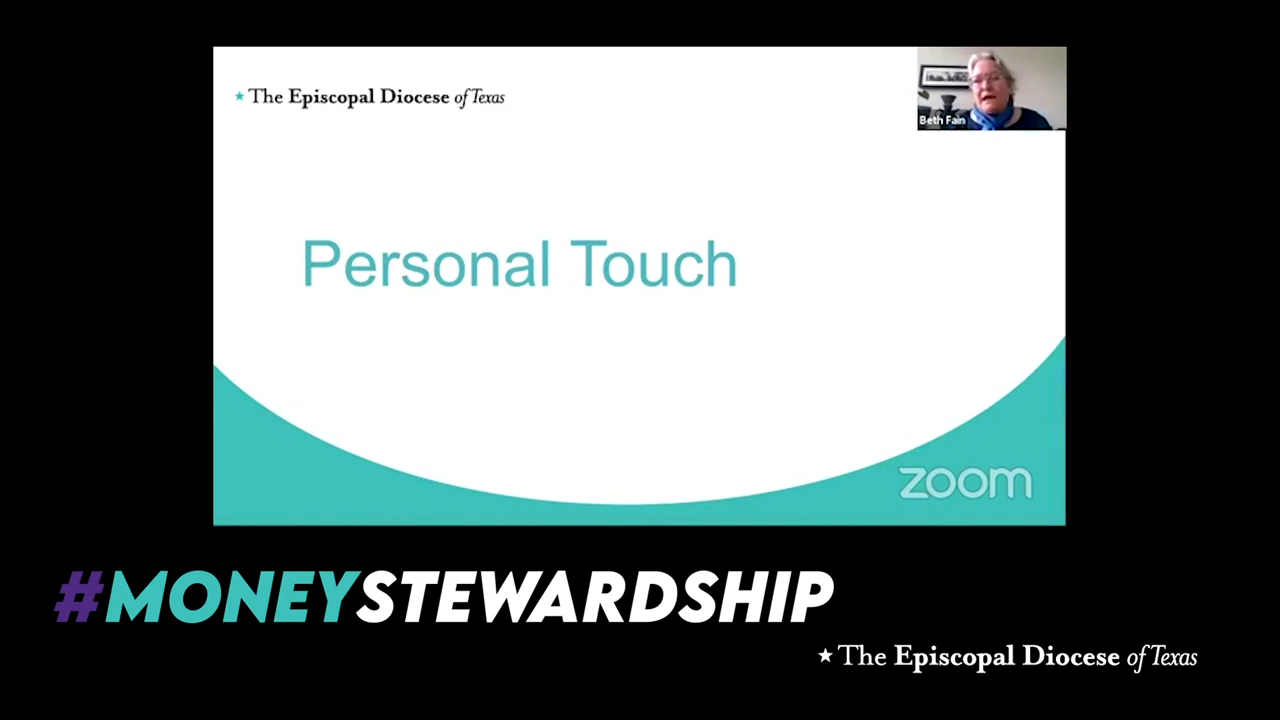 The Episcopal Diocese of Texas
Beth Fain
Personal Touch
zoom
#MONEYSTEWARDSHIP
The Episcopal Diocese of Texas